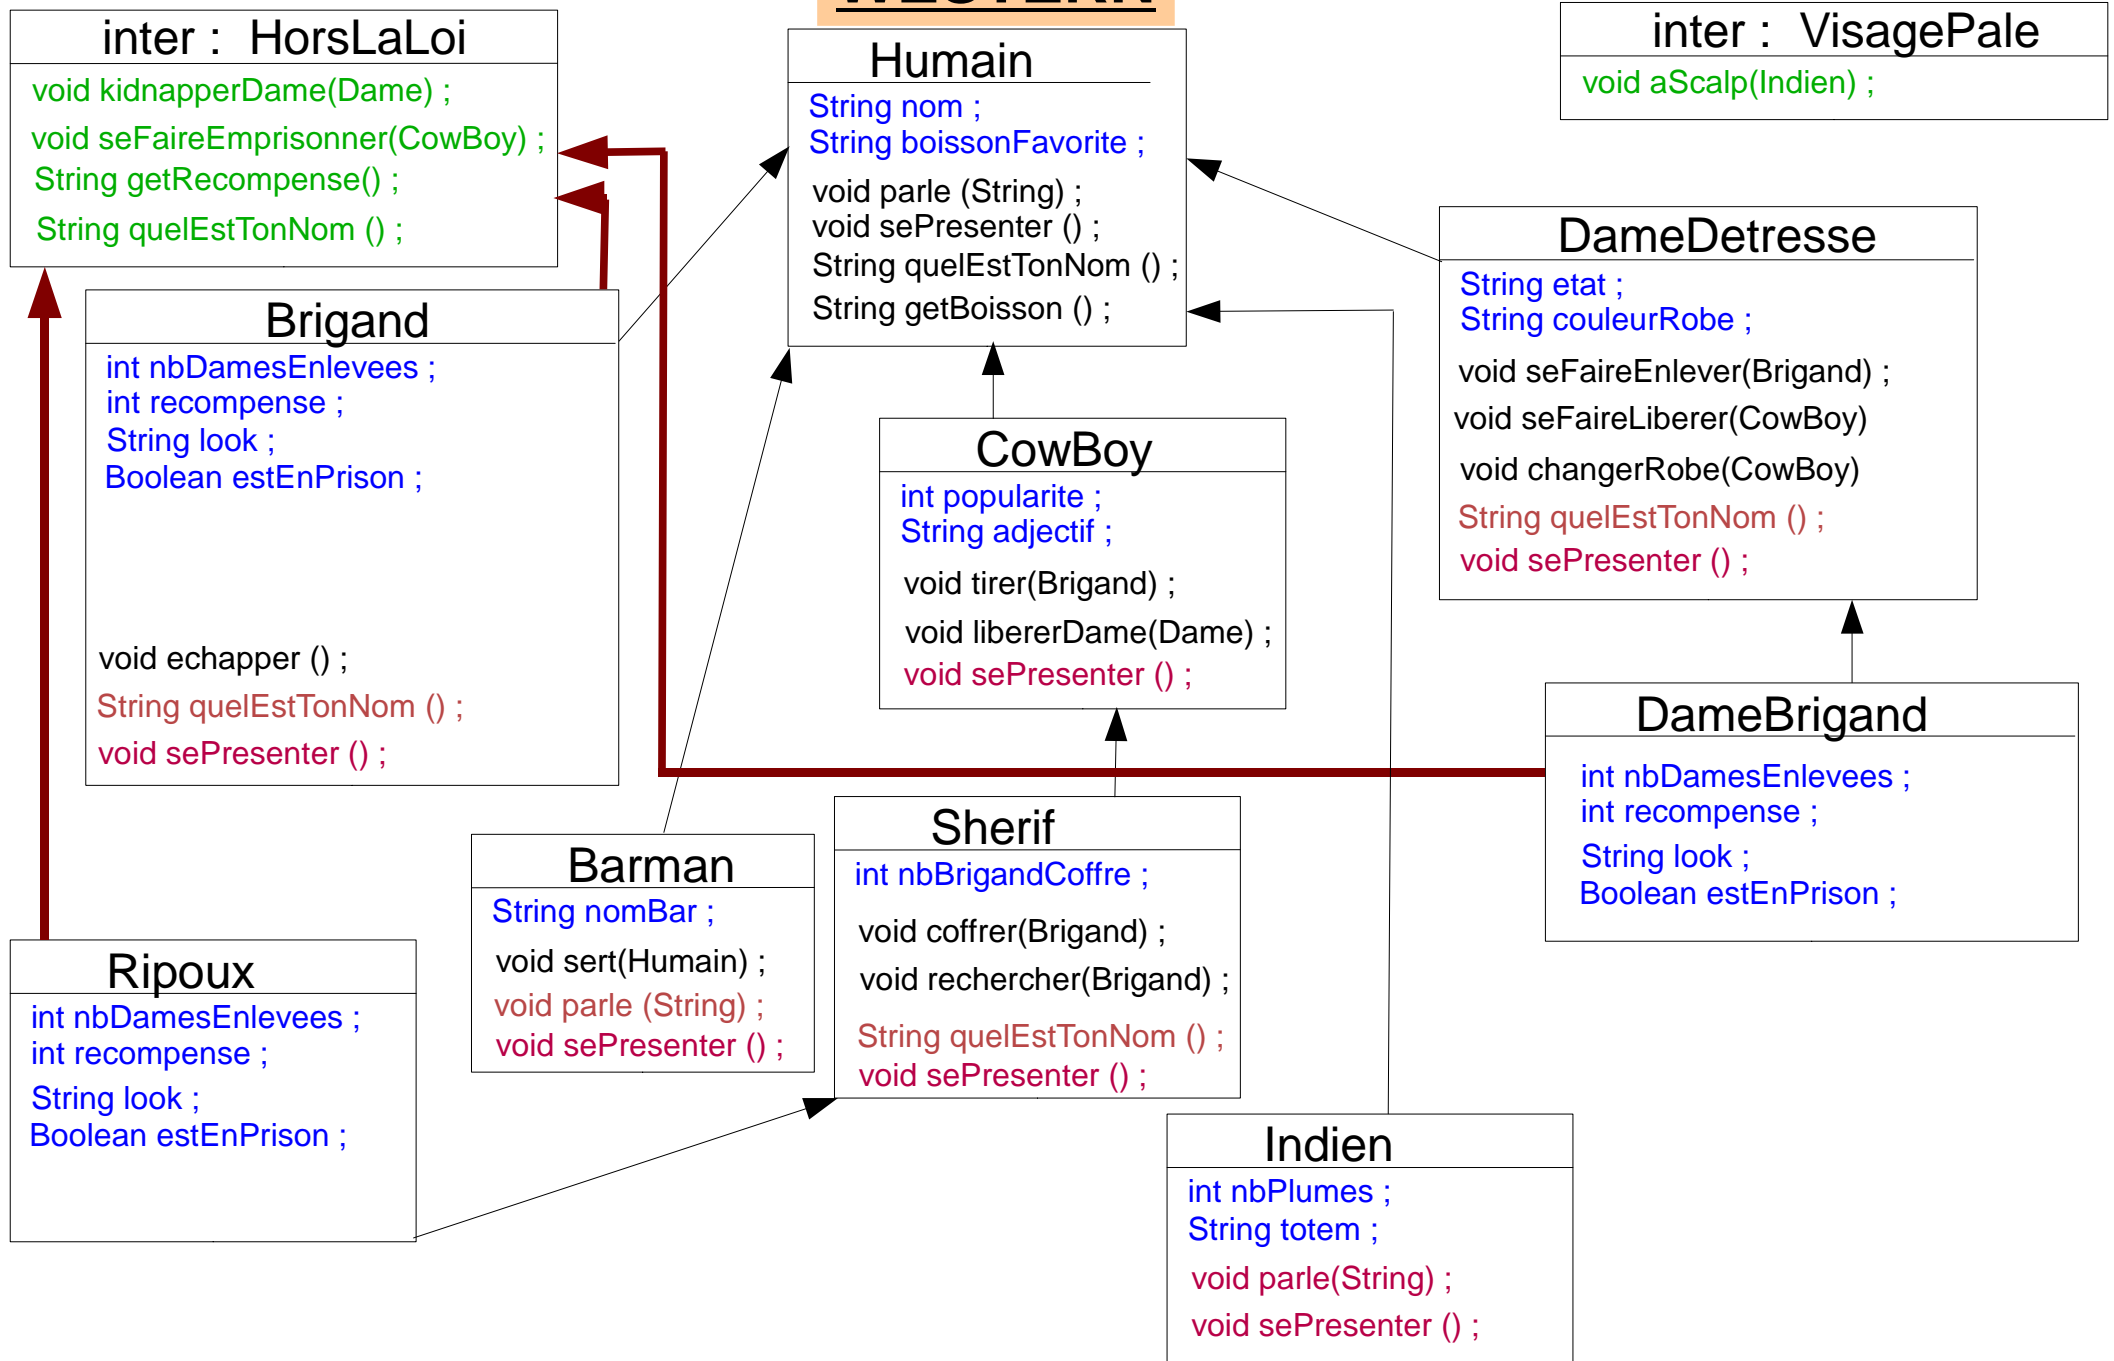 WESTERN
inter :  HorsLaLoi
void kidnapperDame(Dame) ;
void seFaireEmprisonner(CowBoy) ;
String getRecompense() ;
String quelEstTonNom () ;
Humain
String nom ;
String boissonFavorite ;
void parle (String) ;
void sePresenter () ;
String quelEstTonNom () ;
String getBoisson () ;
inter :  VisagePale
void aScalp(Indien) ;
Brigand
int nbDamesEnlevees ;
int recompense ;
String look ;
Boolean estEnPrison ;
void echapper () ;
String quelEstTonNom () ;
void sePresenter () ;
DameDetresse
String etat ;
String couleurRobe ;
void seFaireEnlever(Brigand) ;
void seFaireLiberer(CowBoy)
void changerRobe(CowBoy)
String quelEstTonNom () ;
void sePresenter () ;
CowBoy
int popularite ;
String adjectif ;
void tirer(Brigand) ;
void libererDame(Dame) ;
void sePresenter () ;
DameBrigand
int nbDamesEnlevees ;
int recompense ;
String look ;
Boolean estEnPrison ;
Barman
String nomBar ;
void sert(Humain) ;
void parle (String) ;
void sePresenter () ;
Sherif
int nbBrigandCoffre ;
void coffrer(Brigand) ;
void rechercher(Brigand) ;
String quelEstTonNom () ;
void sePresenter () ;
Ripoux
int nbDamesEnlevees ;
int recompense ;
String look ;
Boolean estEnPrison ;
Indien
int nbPlumes ;
String totem ;
void parle(String) ;
void sePresenter () ;